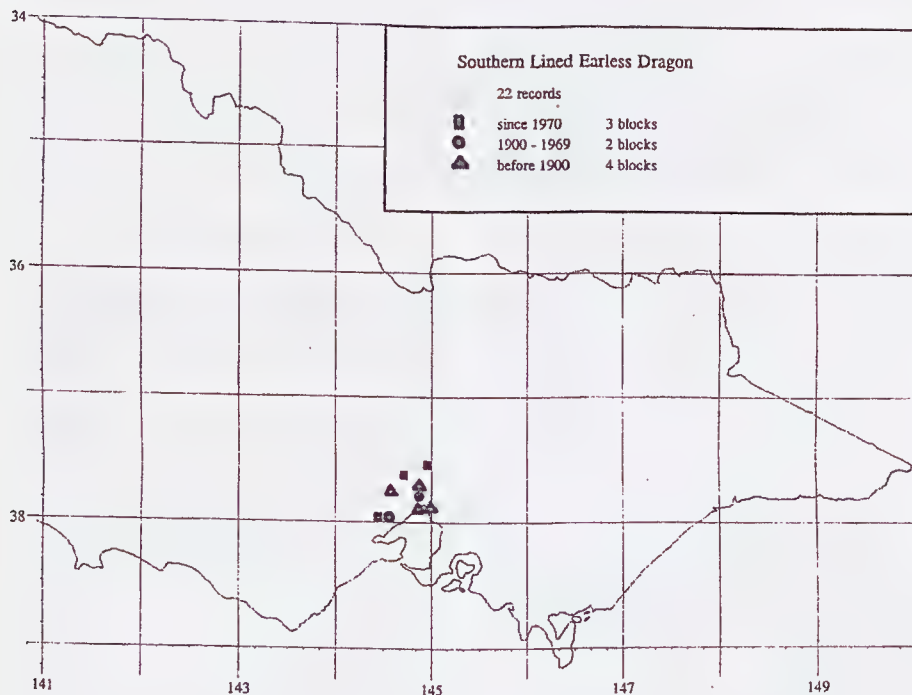 34
Southern Lined Earless Dragon
22 records
since 1970 3 blocks
1900 - 1969 2 blocks
before 1900 4 blocks
36
38
141 143 145 147 149